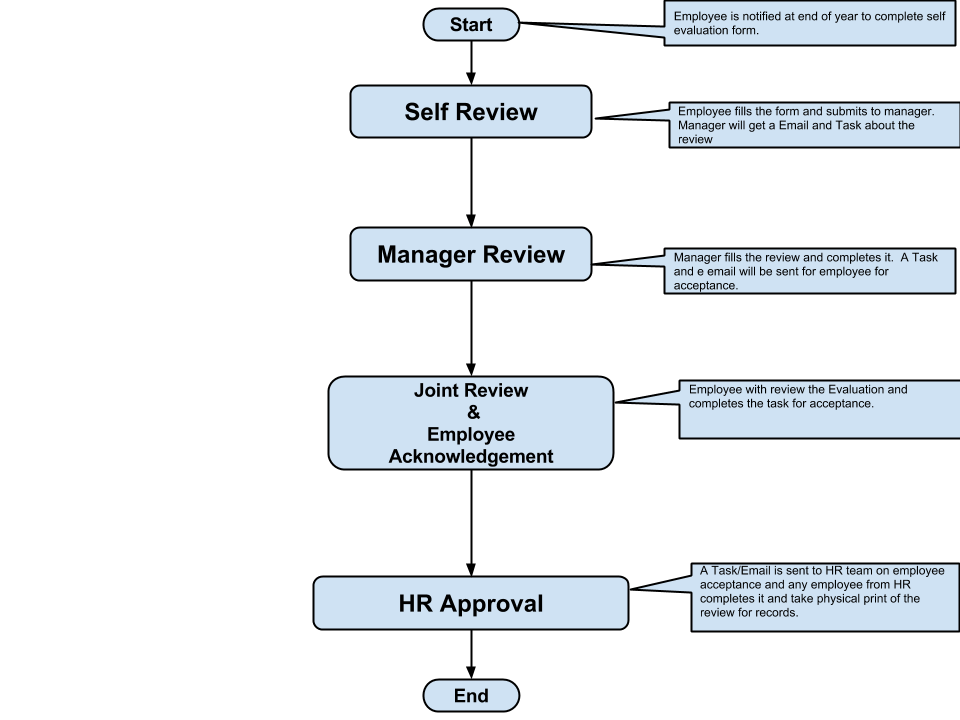 Start
Employee is notified at end of year to complete self
evaluation form.
Self Review
Employee fills the form and submits to manager.
Manager will get a Email and Task about the
review
Manager Review
Manager fills the review and completes it.  A Task
and e email will be sent for employee for
acceptance.
Joint Review
&
Employee
Acknowledgement
Employee with review the Evaluation and
completes the task for acceptance.
HR Approval
A Task/Email is sent to HR team on employee
acceptance and any employee from HR
completes it and take physical print of the
review for records.
End